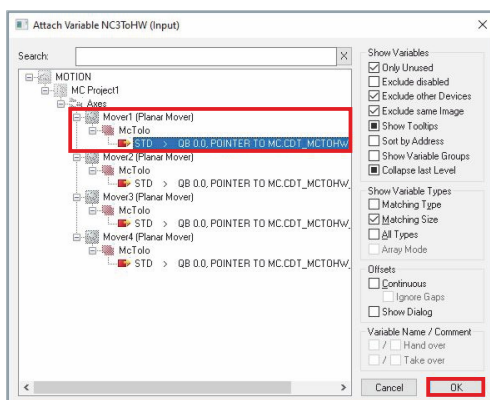 Attach Variable NC3ToHW (Input)
Search:
X
MOTION
MC Project1
Axes
Mover1 (Planar Mover)
McToIo
STD > QB 0.0, POINTER TO MC.CDT_MCTOHW_
Mover2 (Planar Mover)
McToIo
STD > QB 0.0, POINTER TO MC.CDT_MCTOHW_
Mover3 (Planar Mover)
McToIo
STD > QB 0.0, POINTER TO MC.CDT_MCTOHW_
Mover4 (Planar Mover)
McToIo
STD > QB 0.0, POINTER TO MC.CDT_MCTOHW_
Show Variables
Only Unused
Exclude disabled
Exclude other Devices
Exclude same Image
Show Tooltips
Sort by Address
Show Variable Groups
Collapse last Level
Show Variable Types
Matching Type
Matching Size
All Types
Array Mode
Offsets
Continuous
Ignore Gaps
Show Dialog
Variable Name / Comment
/ Hand over
/ Take over
Cancel
OK